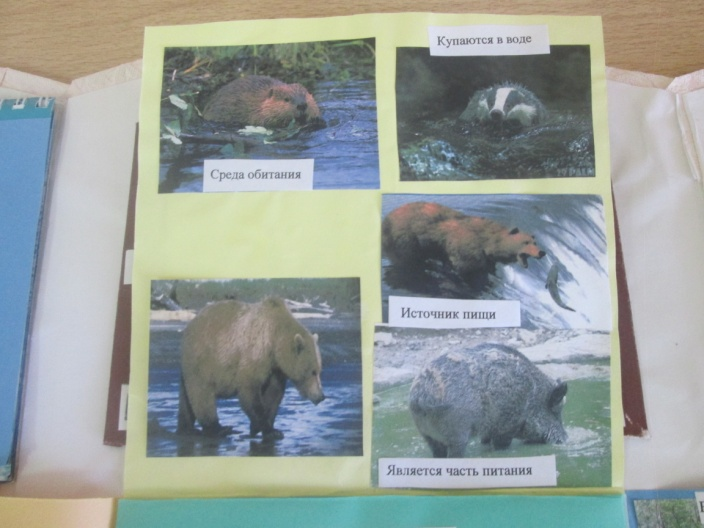 Купаются в воде
Среда обитания
Источник пищи
Является часть питания